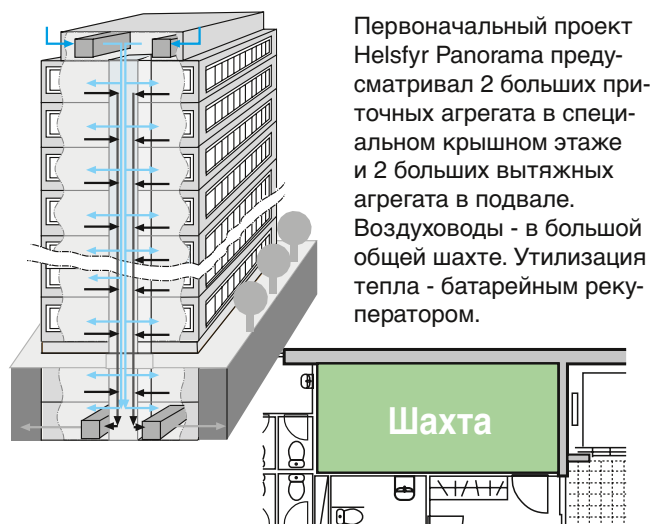 Первоначальный проект
Helsfyr Panorama преду-
сматривал 2 больших при-
точных агрегата в специ-
альном крышном этаже
и 2 больших вытяжных
агрегата в подвале.
Воздуховоды - в большой
общей шахте. Утилизация
тепла - батарейным реку-
ператором.
Шахта